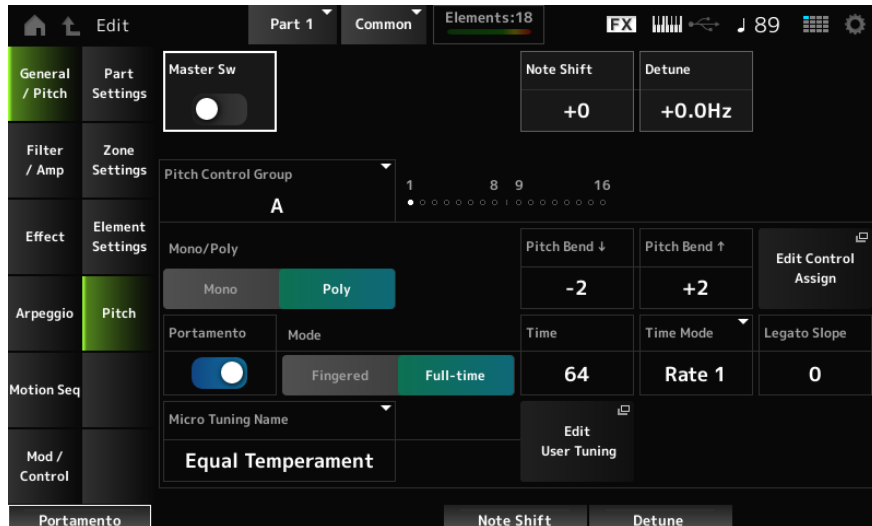 Edit
Part 1
Common
Elements:18
FX
♩ 89
General
/ Pitch
Part
Settings
Master Sw
Note Shift
+0
Detune
+0.0Hz
Filter
/ Amp
Zone
Settings
Pitch Control Group
A
1 8 9 16
Effect
Element
Settings
Mono/Poly
Mono
Poly
Pitch Bend ↓
-2
Pitch Bend ↑
+2
Edit Control
Assign
Arpeggio
Pitch
Portamento
Mode
Fingered
Full-time
Time
64
Time Mode
Rate 1
Legato Slope
0
Motion Seq
Micro Tuning Name
Equal Temperament
Edit
User Tuning
Mod /
Control
Portamento
Note Shift
Detune